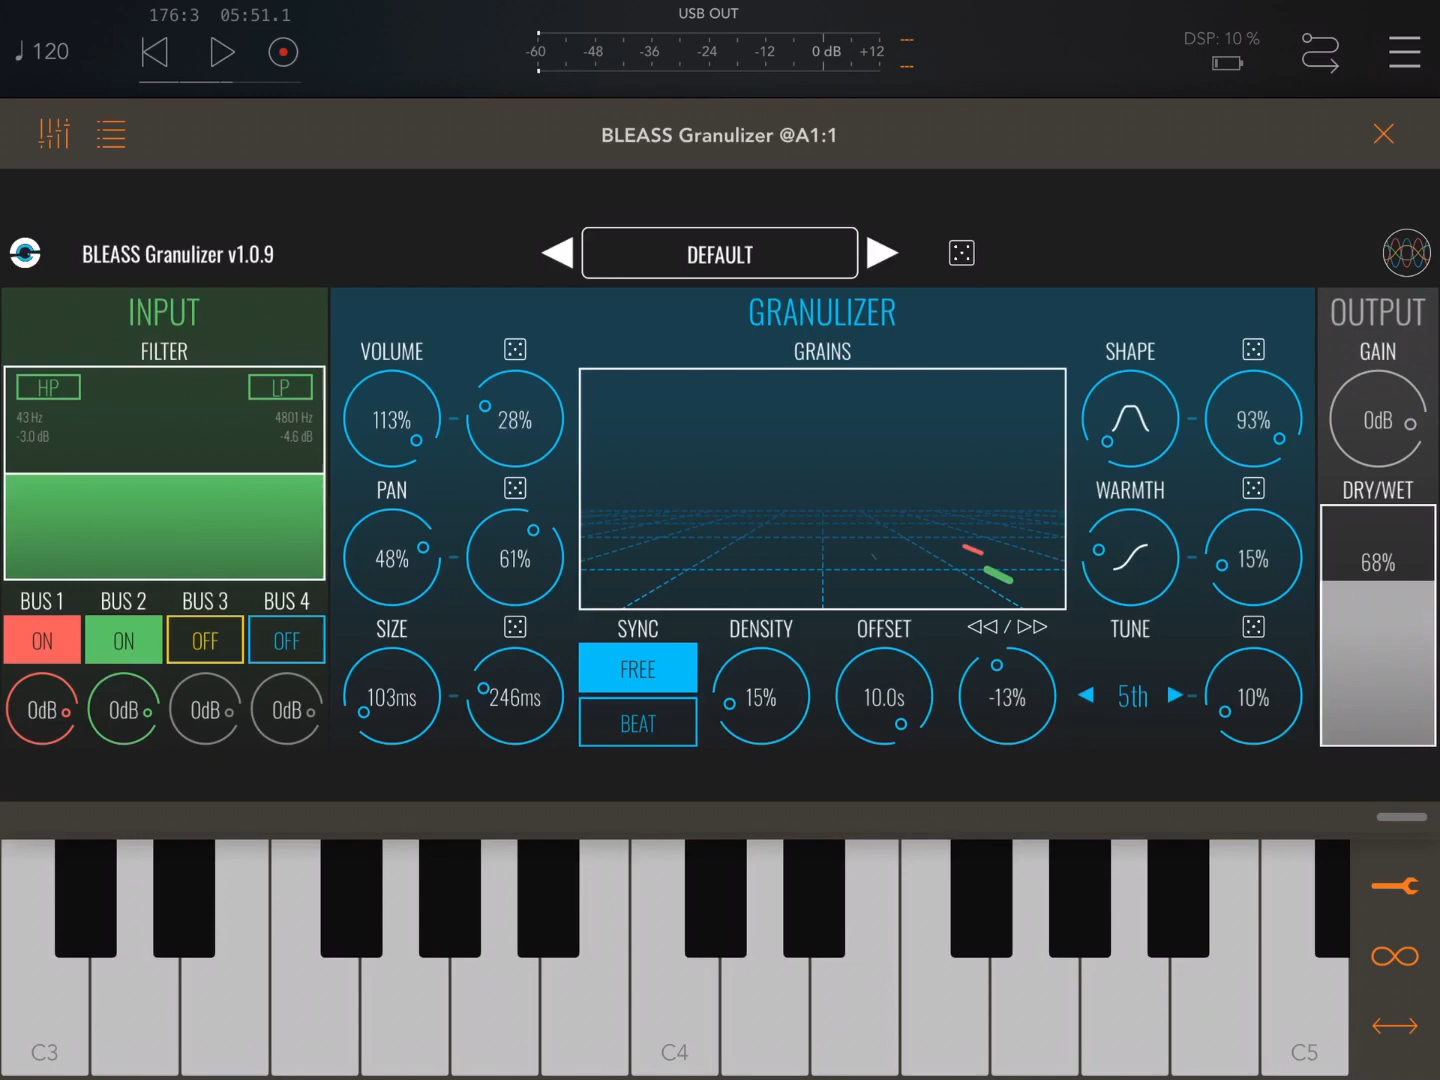 176:3 05:51.1
USB OUT
120
-60 -48 -36 -24 -12 0 dB +12
DSP: 10 %
BLEASS Granulizer @A1:1
BLEASS Granulizer v1.0.9
DEFAULT
INPUT
FILTER
HP
LP
43 Hz
-3.0 dB
4801 Hz
-4.6 dB
BUS 1 BUS 2 BUS 3 BUS 4
ON ON OFF OFF
0dB 0dB 0dB 0dB
GRANULIZER
VOLUME
113% 28%
PAN
48% 61%
SIZE
103ms 246ms
GRAINS
SYNC
FREE
BEAT
DENSITY
15%
OFFSET
10.0s
-13%
SHAPE
93%
WARMTH
15%
TUNE
5th
10%
OUTPUT
GAIN
0dB
DRY/WET
68%
C3 C4 C5